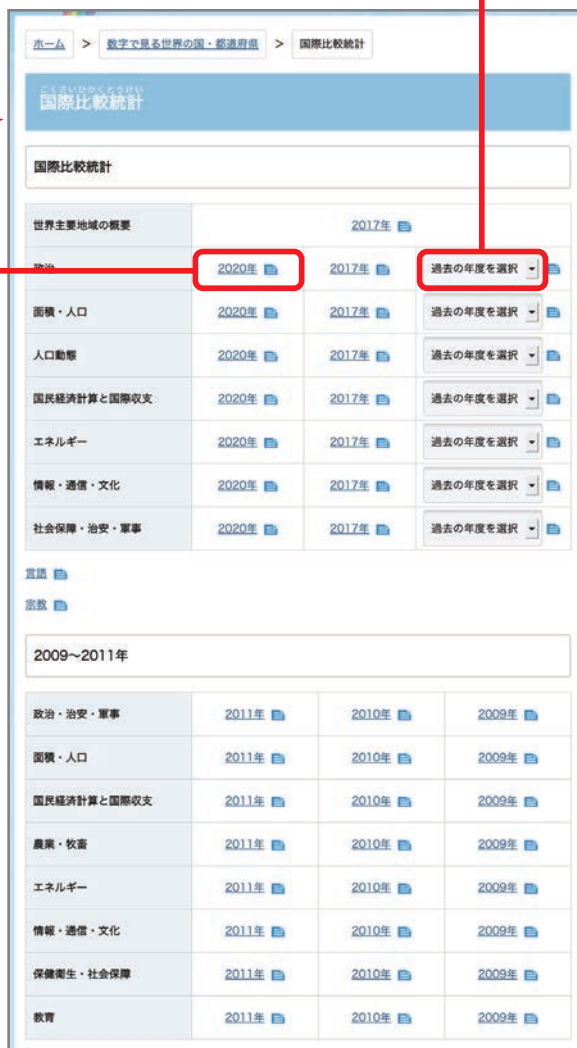 ホーム > 数字で見る世界の国・都道府県 > 国際比較統計
こくさいひかくとうけい
国際比較統計
国際比較統計
世界主要地域の概要 2017年
政治 2020年 2017年 過去の年度を選択
面積・人口 2020年 2017年 過去の年度を選択
人口動態 2020年 2017年 過去の年度を選択
国民経済計算と国際収支 2020年 2017年 過去の年度を選択
エネルギー 2020年 2017年 過去の年度を選択
情報・通信・文化 2020年 2017年 過去の年度を選択
社会保障・治安・軍事 2020年 2017年 過去の年度を選択
言語
宗教
2009〜2011年
政治・治安・軍事 2011年 2010年 2009年
面積・人口 2011年 2010年 2009年
国民経済計算と国際収支 2011年 2010年 2009年
農業・牧畜 2011年 2010年 2009年
エネルギー 2011年 2010年 2009年
情報・通信・文化 2011年 2010年 2009年
保健衛生・社会保障 2011年 2010年 2009年
教育 2011年 2010年 2009年